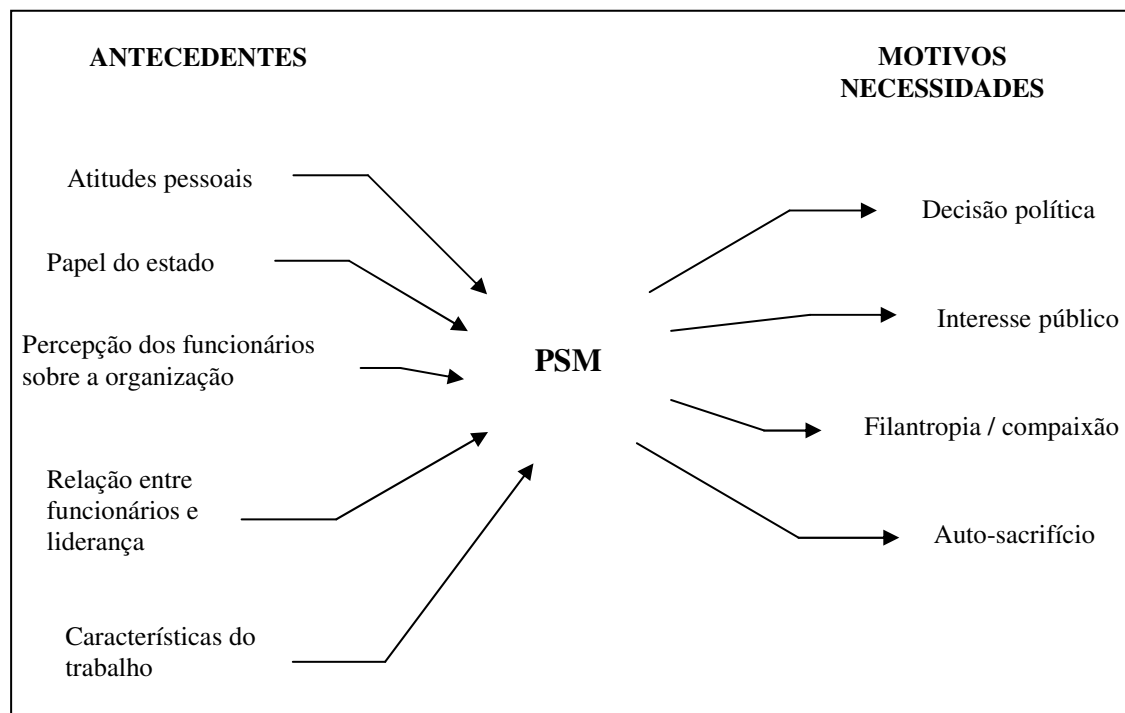 ANTECEDENTES
Atitudes pessoais
Papel do estado
Percepção dos funcionários
sobre a organização
Relação entre
funcionários e
liderança
Características do
trabalho
PSM
MOTIVOS
NECESSIDADES
Decisão política
Interesse público
Filantropia / compaixão
Auto-sacrifício